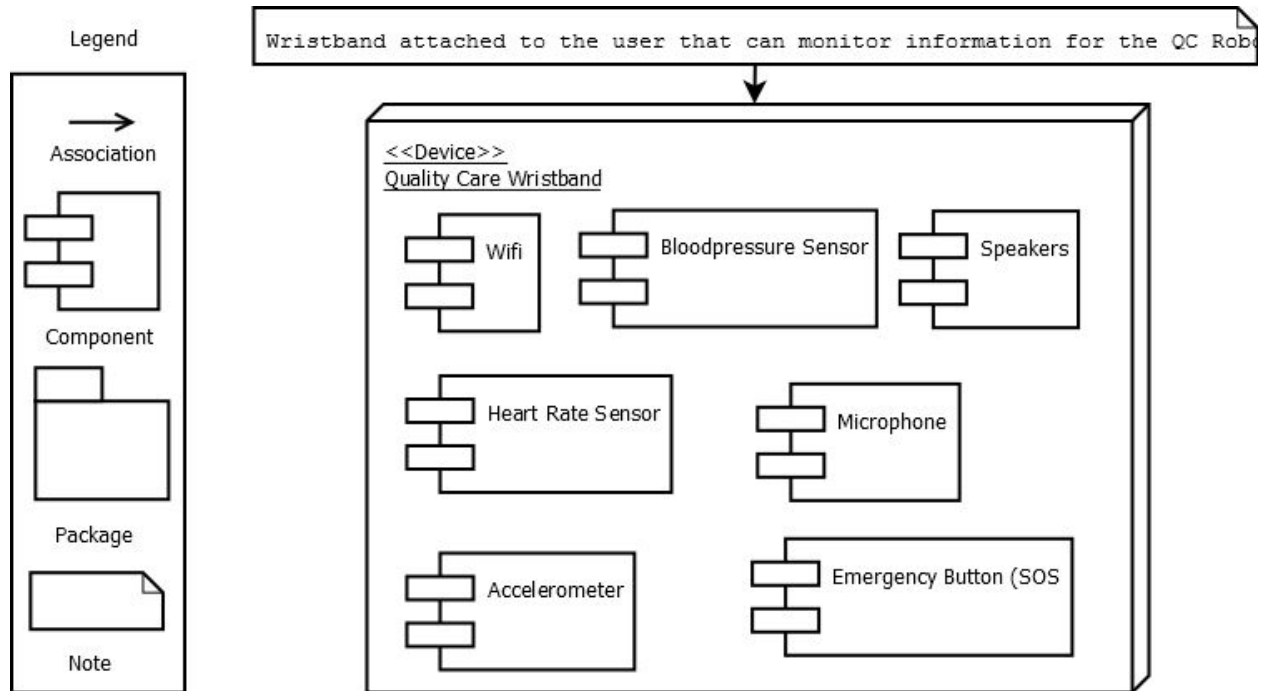 Legend
Wristband attached to the user that can monitor information for the QC Rob
Association
<<Device>>
Quality Care Wristband
Wifi
Bloodpressure Sensor
Speakers
Component
Heart Rate Sensor
Microphone
Package
Accelerometer
Emergency Button (SOS
Note